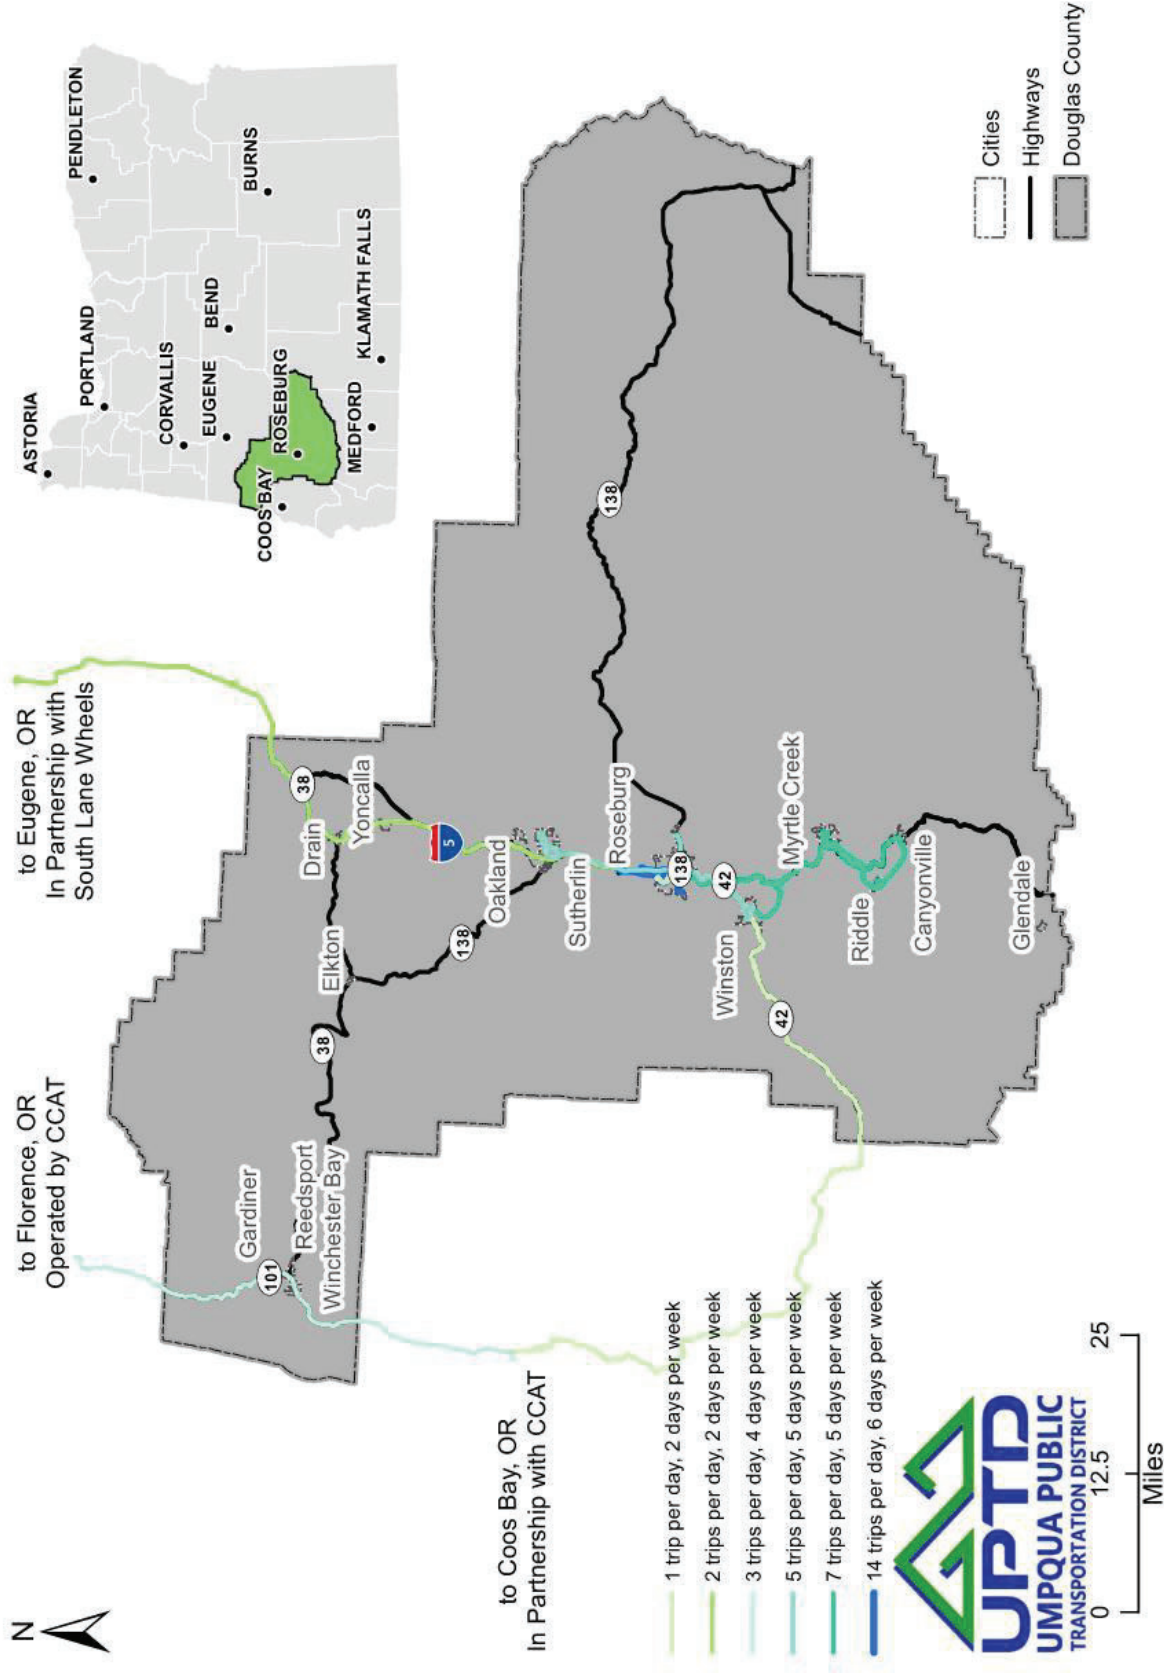 N
to Florence, OR
Operated by CCAT
to Eugene, OR
In Partnership with
South Lane Wheels
ASTORIA
PORTLAND
PENDLETON
CORVALLIS
EUGENE
BEND
BURNS
COOS BAY
ROSEBURG
MEDFORD
KLAMATH FALLS
Gardiner
101
Reedsport
Winchester Bay
38
Elkton
Drain
38
Yoncalla
138
5
Oakland
Sutherlin
Roseburg
138
138
42
Winston
42
Myrtle Creek
Riddle
Canyonville
Glendale
to Coos Bay, OR
In Partnership with CCAT
1 trip per day, 2 days per week
2 trips per day, 2 days per week
3 trips per day, 4 days per week
5 trips per day, 5 days per week
7 trips per day, 5 days per week
14 trips per day, 6 days per week
UPTD
UMPQUA PUBLIC
TRANSPORTATION DISTRICT
0 12.5 25
Miles
Cities
Highways
Douglas County